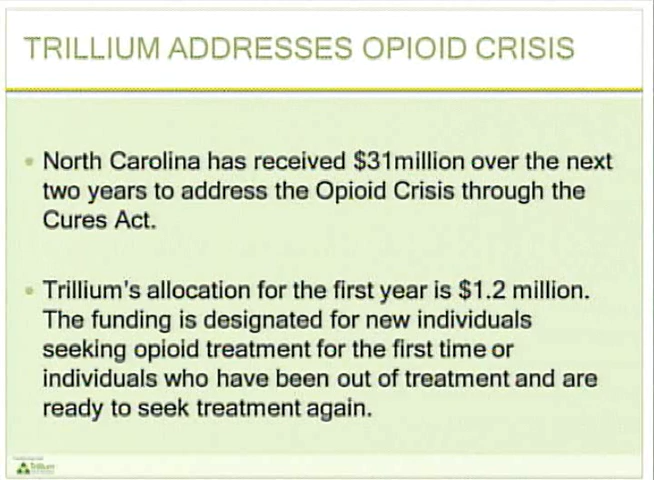 TRILLIUM ADDRESSES OPIOID CRISIS
North Carolina has received $31million over the next
two years to address the Opioid Crisis through the
Cures Act.
Trillium's allocation for the first year is $1.2 million.
The funding is designated for new individuals
seeking opioid treatment for the first time or
individuals who have been out of treatment and are
ready to seek treatment again.
Trillium